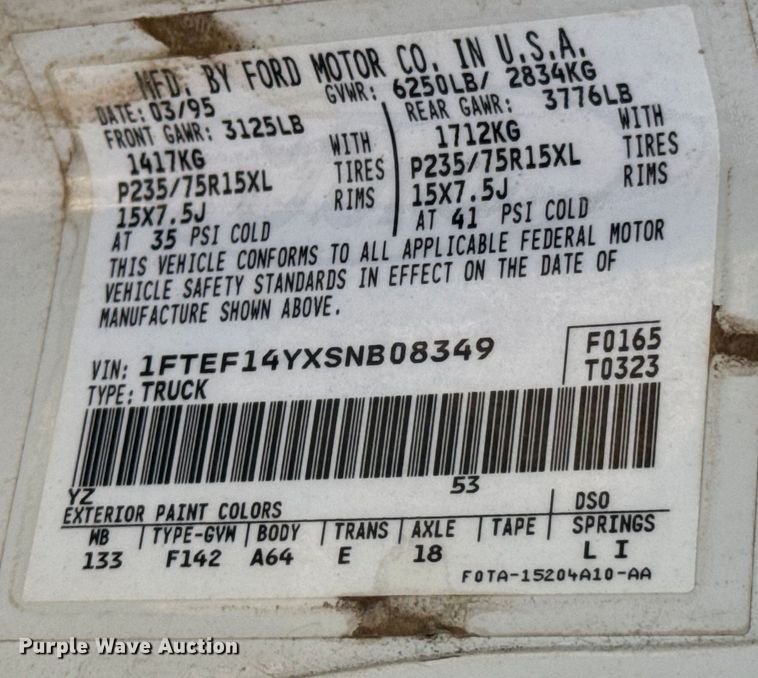 MFD. BY FORD MOTOR CO. IN U.S.A.
DATE: 03/95 GVWR: 6250LB/ 2834KG
FRONT GAWR: 3125LB REAR GAWR: 3776LB
1417KG WITH 1712KG WITH
P235/75R15XL TIRES P235/75R15XL TIRES
15X7.5J RIMS 15X7.5J RIMS
AT 35 PSI COLD AT 41 PSI COLD
THIS VEHICLE CONFORMS TO ALL APPLICABLE FEDERAL MOTOR
VEHICLE SAFETY STANDARDS IN EFFECT ON THE DATE OF
MANUFACTURE SHOWN ABOVE.
VIN: 1FTEF14YXSNB08349 F0165
TYPE: TRUCK T0323
YZ 53
EXTERIOR PAINT COLORS DSO
WB TYPE-GVW BODY TRANS AXLE TAPE SPRINGS
133 F142 A64 E 18 L I
F0TA-15204A10-AA
Purple Wave Auction